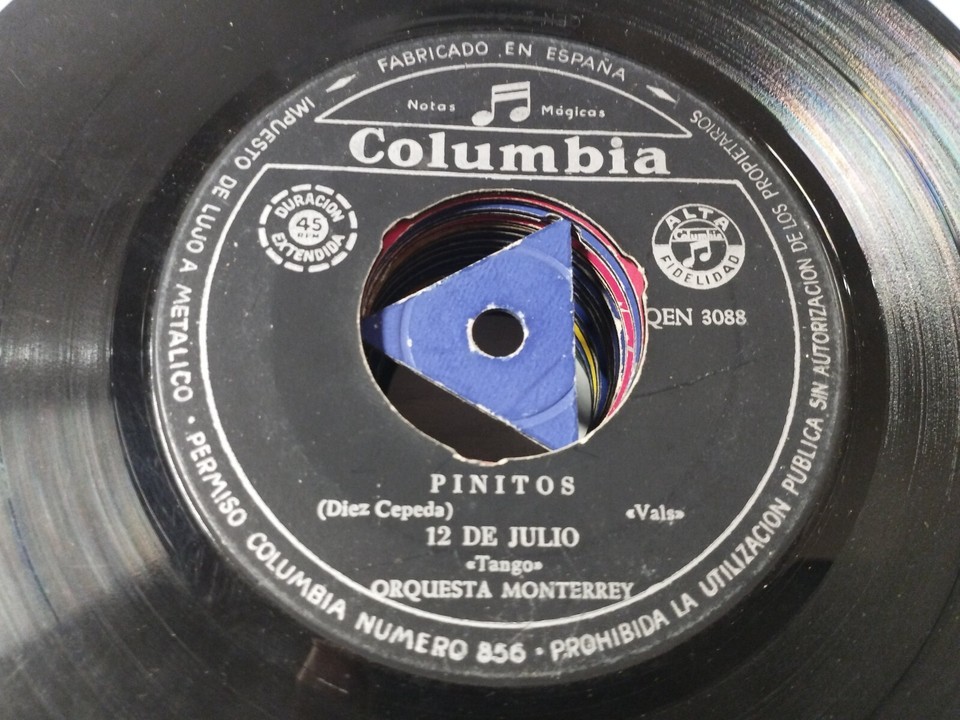 FABRICADO EN ESPAÑA
Notas Mágicas
Columbia
DURACION
45
RPM
EXTENDIDA
ALTA
Columbia
FIDELIDAD
QEN 3088
PINITOS
(Diez Cepeda) «Vals»
12 DE JULIO
«Tango»
ORQUESTA MONTERREY
IMPUESTO DE LUJO A METALICO • PERMISO COLUMBIA NUMERO 856 • PROHIBIDA LA UTILIZACION PUBLICA SIN AUTORIZACION DE LOS PROPIETARIOS